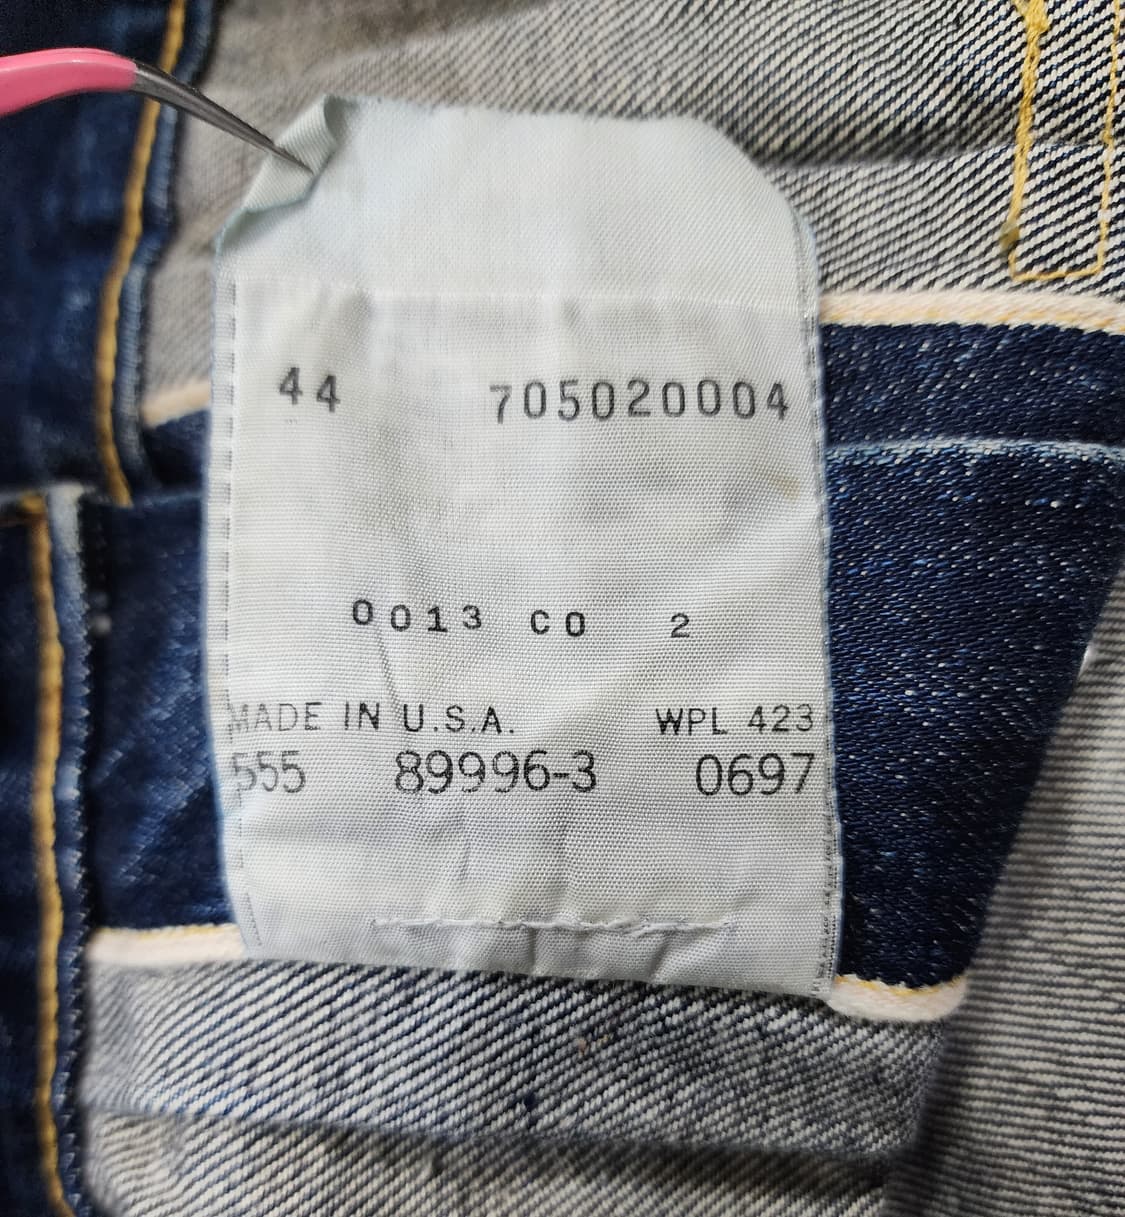 44 705020004
0013 CO 2
MADE IN U.S.A. WPL 423
555 89996-3 0697